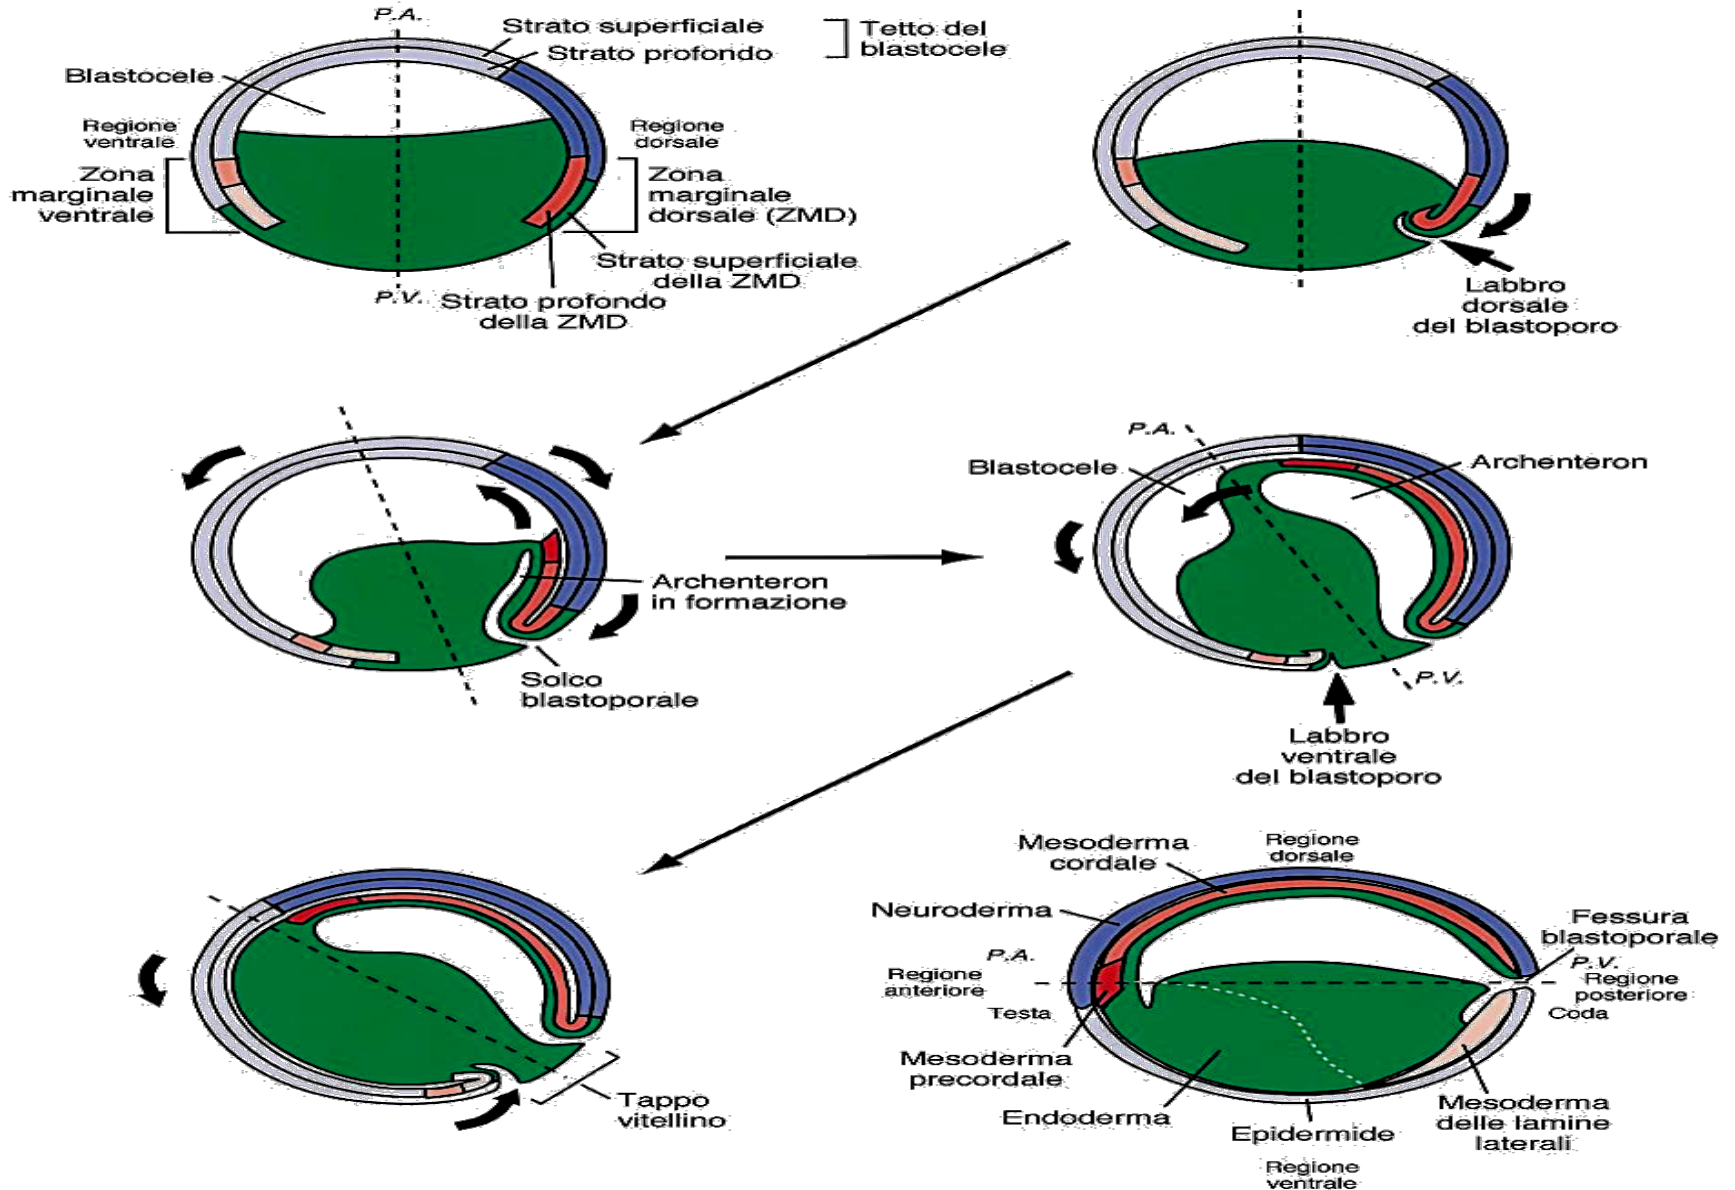 P.A.
Strato superficiale
Strato profondo
Tetto del
blastocele
Blastocele
Regione
ventrale
Regione
dorsale
Zona
marginale
ventrale
Zona
marginale
dorsale (ZMD)
Strato superficiale
della ZMD
P.V.
Strato profondo
della ZMD
Labbro
dorsale
del blastoporo
Archenteron
in formazione
Solco
blastoporale
P.A.
Blastocele
Archenteron
P.V.
Labbro
ventrale
del blastoporo
Tappo
vitellino
Mesoderma
cordale
Regione
dorsale
Neuroderma
Fessura
blastoporale
P.A.
P.V.
Regione
anteriore
Regione
posteriore
Testa
Coda
Mesoderma
precordale
Endoderma
Epidermide
Mesoderma
delle lamine
laterali
Regione
ventrale